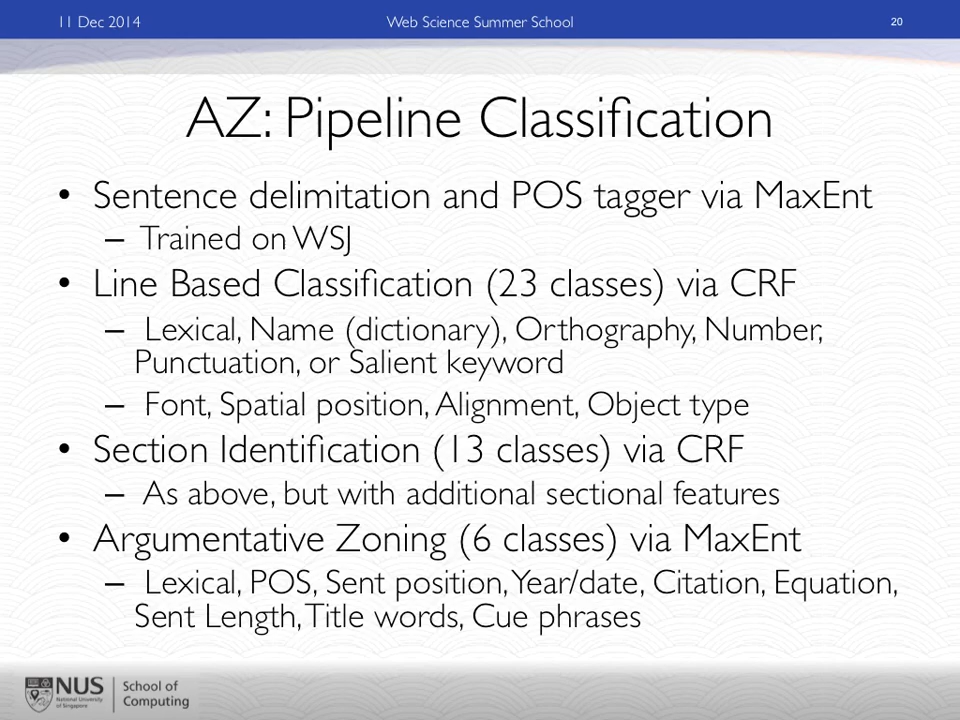 11 Dec 2014 Web Science Summer School 20
AZ: Pipeline Classification
• Sentence delimitation and POS tagger via MaxEnt
– Trained on WSJ
• Line Based Classification (23 classes) via CRF
– Lexical, Name (dictionary), Orthography, Number,
Punctuation, or Salient keyword
– Font, Spatial position, Alignment, Object type
• Section Identification (13 classes) via CRF
– As above, but with additional sectional features
• Argumentative Zoning (6 classes) via MaxEnt
– Lexical, POS, Sent position, Year/date, Citation, Equation,
Sent Length, Title words, Cue phrases
NUS
National University
of Singapore
School of
Computing